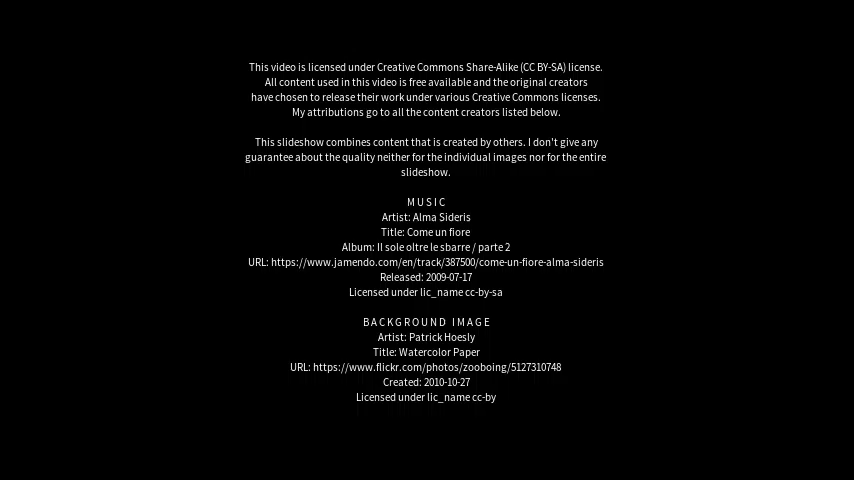 This video is licensed under Creative Commons Share-Alike (CC BY-SA) license.
All content used in this video is free available and the original creators
have chosen to release their work under various Creative Commons licenses.
My attributions go to all the content creators listed below.
This slideshow combines content that is created by others. I don't give any
guarantee about the quality neither for the individual images nor for the entire
slideshow.
M U S I C
Artist: Alma Sideris
Title: Come un fiore
Album: Il sole oltre le sbarre / parte 2
URL: https://www.jamendo.com/en/track/387500/come-un-fiore-alma-sideris
Released: 2009-07-17
Licensed under lic_name cc-by-sa
B A C K G R O U N D   I M A G E
Artist: Patrick Hoesly
Title: Watercolor Paper
URL: https://www.flickr.com/photos/zooboing/5127310748
Created: 2010-10-27
Licensed under lic_name cc-by